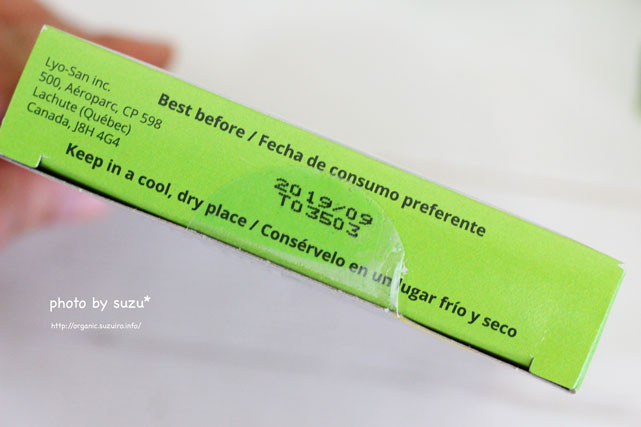 Lyo-San inc.
500, Aéroparc, CP 598
Lachute (Québec)
Canada, J8H 4G4
Best before / Fecha de consumo preferente
2019/09
T03503
Keep in a cool, dry place / Consérvelo en un lugar frío y seco
photo by suzu*
http://organic.suzuiro.info/